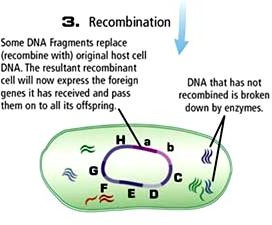 3. Recombination
Some DNA Fragments replace
(recombine with) original host cell
DNA. The resultant recombinant
cell will now express the foreign
genes it has received and pass
them on to all its offspring.
DNA that has not
recombined is broken
down by enzymes.
H a b
G C
F E D